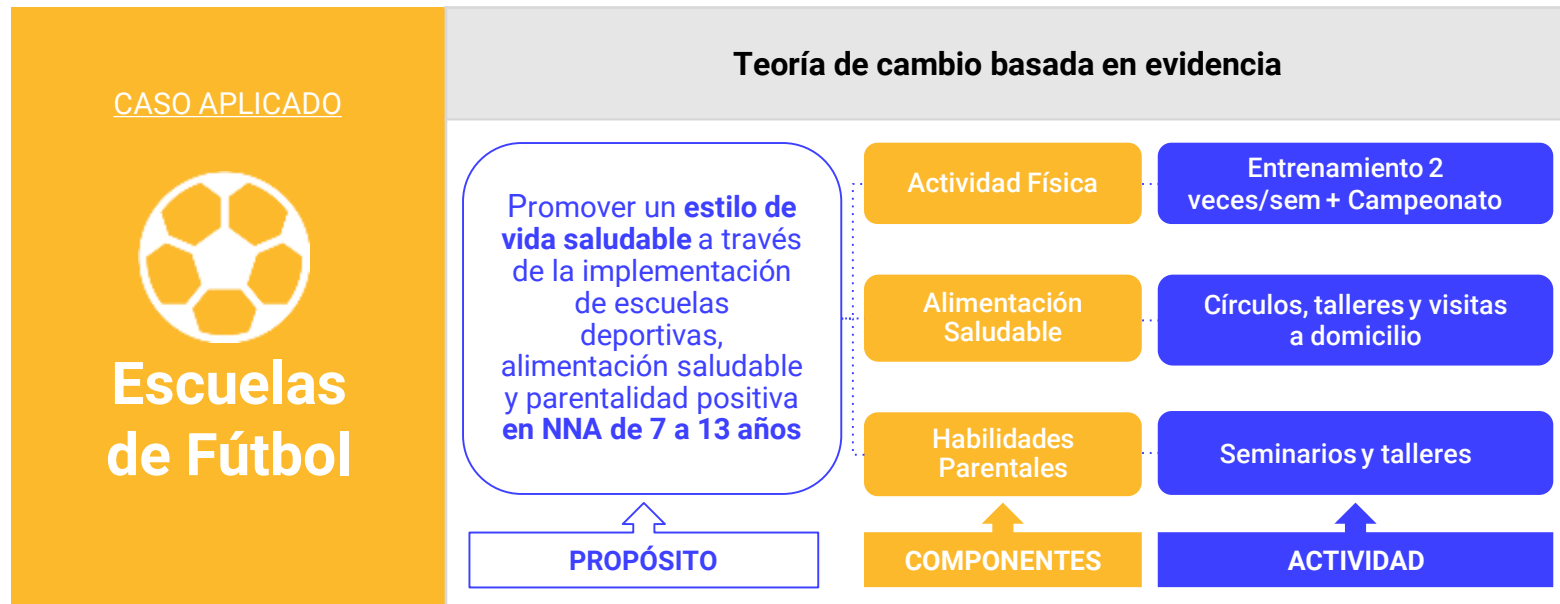 CASO APLICADO
Escuelas
de Fútbol
Teoría de cambio basada en evidencia
Promover un estilo de
vida saludable a través
de la implementación
de escuelas
deportivas,
alimentación saludable
y parentalidad positiva
en NNA de 7 a 13 años
PROPÓSITO
Actividad Física
Alimentación
Saludable
Habilidades
Parentales
COMPONENTES
Entrenamiento 2
veces/sem + Campeonato
Círculos, talleres y visitas
a domicilio
Seminarios y talleres
ACTIVIDAD